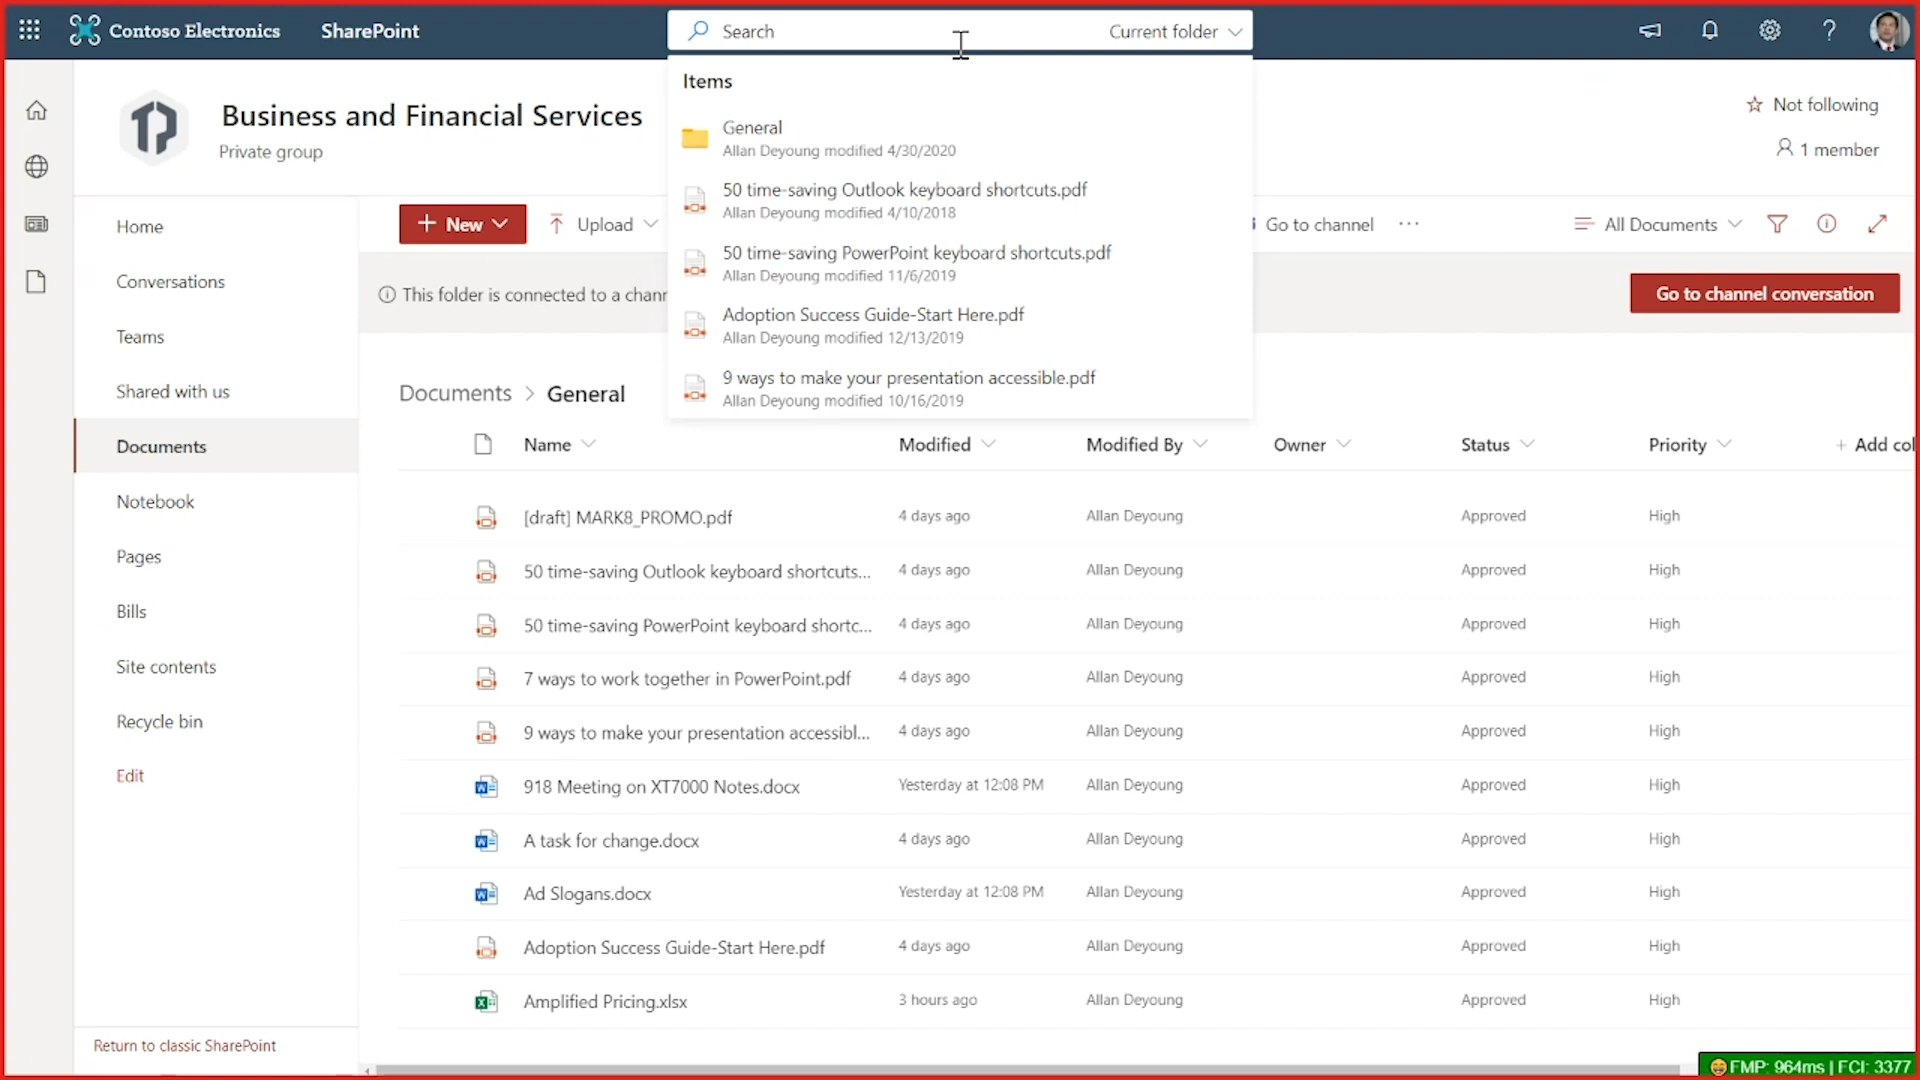 Contoso Electronics
SharePoint
Search
Current folder
Items
General
Allan Deyoung modified 4/30/2020
50 time-saving Outlook keyboard shortcuts.pdf
Allan Deyoung modified 4/10/2018
50 time-saving PowerPoint keyboard shortcuts.pdf
Allan Deyoung modified 11/6/2019
Adoption Success Guide-Start Here.pdf
Allan Deyoung modified 12/13/2019
9 ways to make your presentation accessible.pdf
Allan Deyoung modified 10/16/2019
Business and Financial Services
Private group
Not following
1 member
Home
Conversations
Teams
Shared with us
Documents
Notebook
Pages
Bills
Site contents
Recycle bin
Edit
Return to classic SharePoint
+ New
Upload
Go to channel
···
All Documents
This folder is connected to a
Go to channel conversation
Documents > General
Name Modified Modified By Owner Status Priority + Add
[draft] MARK8_PROMO.pdf 4 days ago Allan Deyoung Approved High
50 time-saving Outlook keyboard shortcuts... 4 days ago Allan Deyoung Approved High
50 time-saving PowerPoint keyboard shortc... 4 days ago Allan Deyoung Approved High
7 ways to work together in PowerPoint.pdf 4 days ago Allan Deyoung Approved High
9 ways to make your presentation accessibl... 4 days ago Allan Deyoung Approved High
918 Meeting on XT7000 Notes.docx Yesterday at 12:08 PM Allan Deyoung Approved High
A task for change.docx 4 days ago Allan Deyoung Approved High
Ad Slogans.docx Yesterday at 12:08 PM Allan Deyoung Approved High
Adoption Success Guide-Start Here.pdf 4 days ago Allan Deyoung Approved High
Amplified Pricing.xlsx 3 hours ago Allan Deyoung Approved High
FMP: 964ms | FCI: 3377